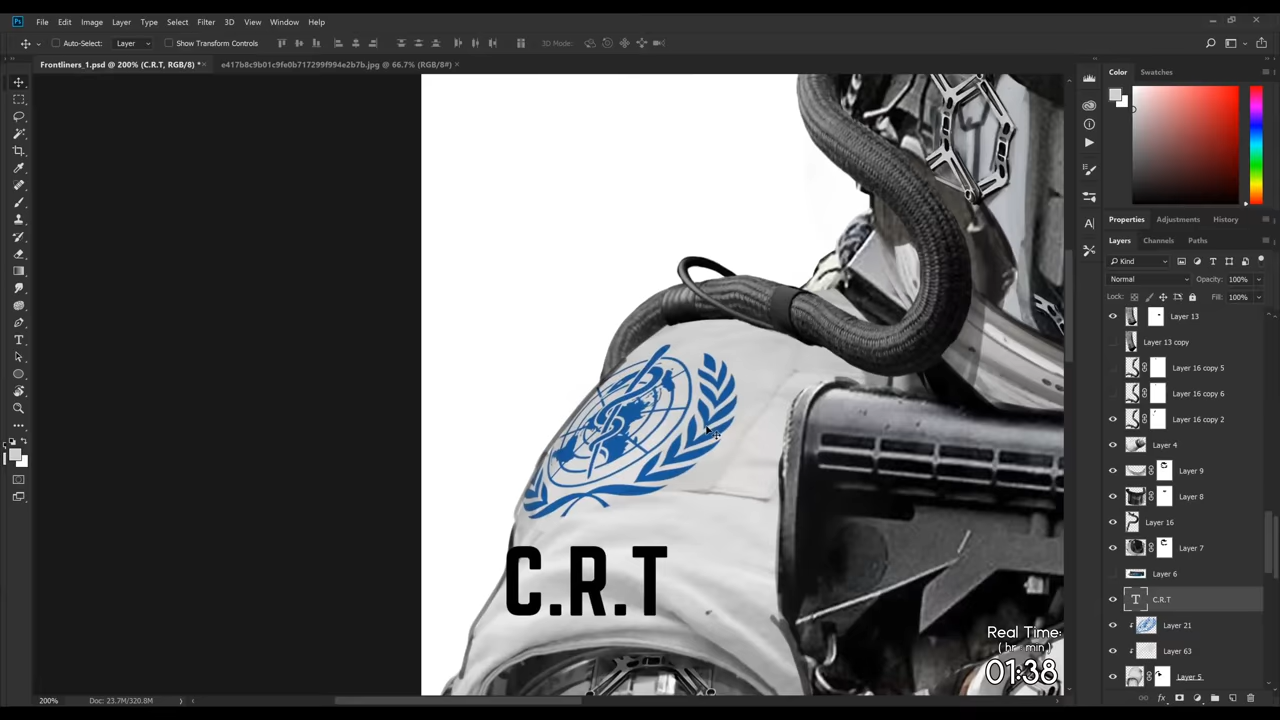 Ps File Edit Image Layer Type Select Filter 3D View Window Help
Auto-Select: Layer Show Transform Controls 3D Mode:
Frontliners_1.psd @ 200% (C.R.T, RGB/8) * × e417b8c9b01c9fe0b717299f994e2b7b.jpg @ 66.7% (RGB/8#) ×
Color Swatches
Properties Adjustments History
Layers Channels Paths
Kind
Normal Opacity: 100%
Lock: Fill: 100%
Layer 13
Layer 13 copy
Layer 16 copy 5
Layer 16 copy 6
Layer 16 copy 2
Layer 4
Layer 9
Layer 8
Layer 16
Layer 7
Layer 6
C.R.T
Layer 21
Layer 63
Layer 5
C.R.T
Real Time:
( hr min )
01:38
200% Doc: 23.7M/320.8M